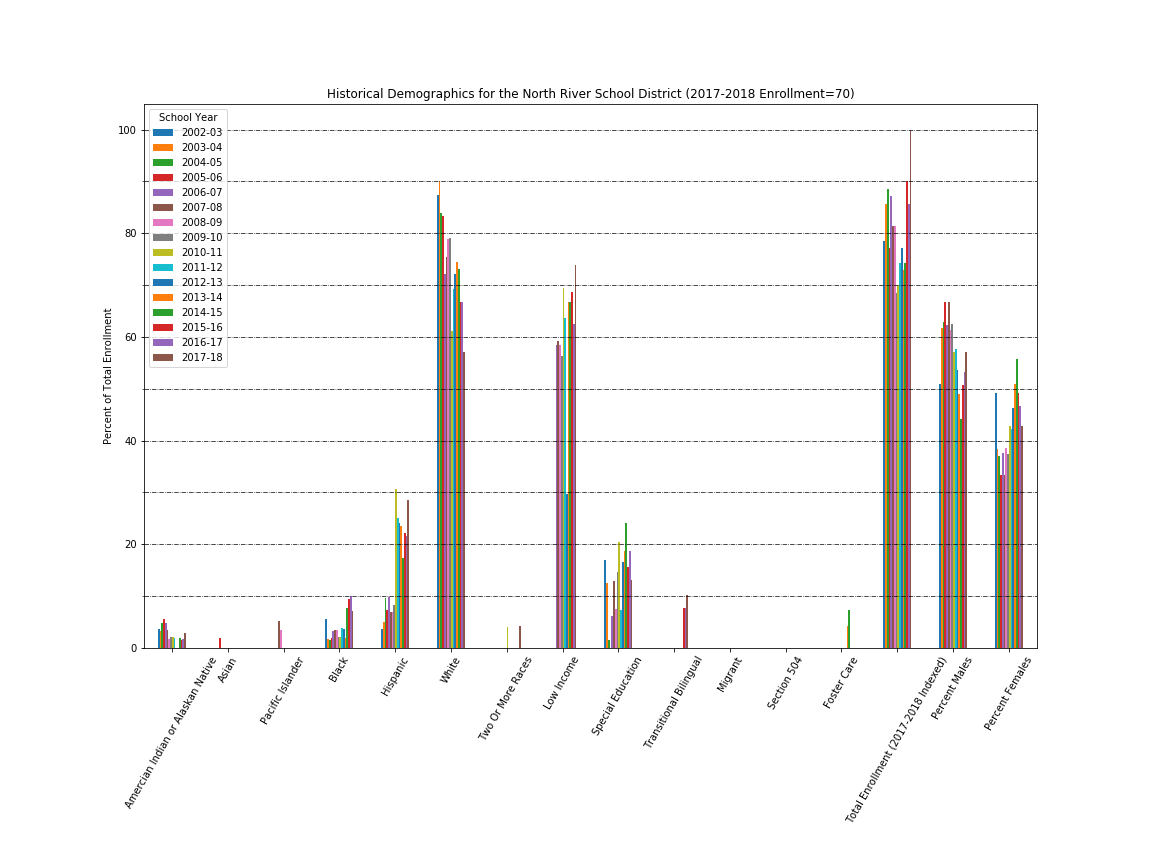 Historical Demographics for the North River School District (2017-2018 Enrollment=70)
Percent of Total Enrollment
100
80
60
40
20
0
School Year
2002-03
2003-04
2004-05
2005-06
2006-07
2007-08
2008-09
2009-10
2010-11
2011-12
2012-13
2013-14
2014-15
2015-16
2016-17
2017-18
Amercian Indian or Alaskan Native
Asian
Pacific Islander
Black
Hispanic
White
Two Or More Races
Low Income
Special Education
Transitional Bilingual
Migrant
Section 504
Foster Care
Total Enrollment (2017-2018 Indexed)
Percent Males
Percent Females